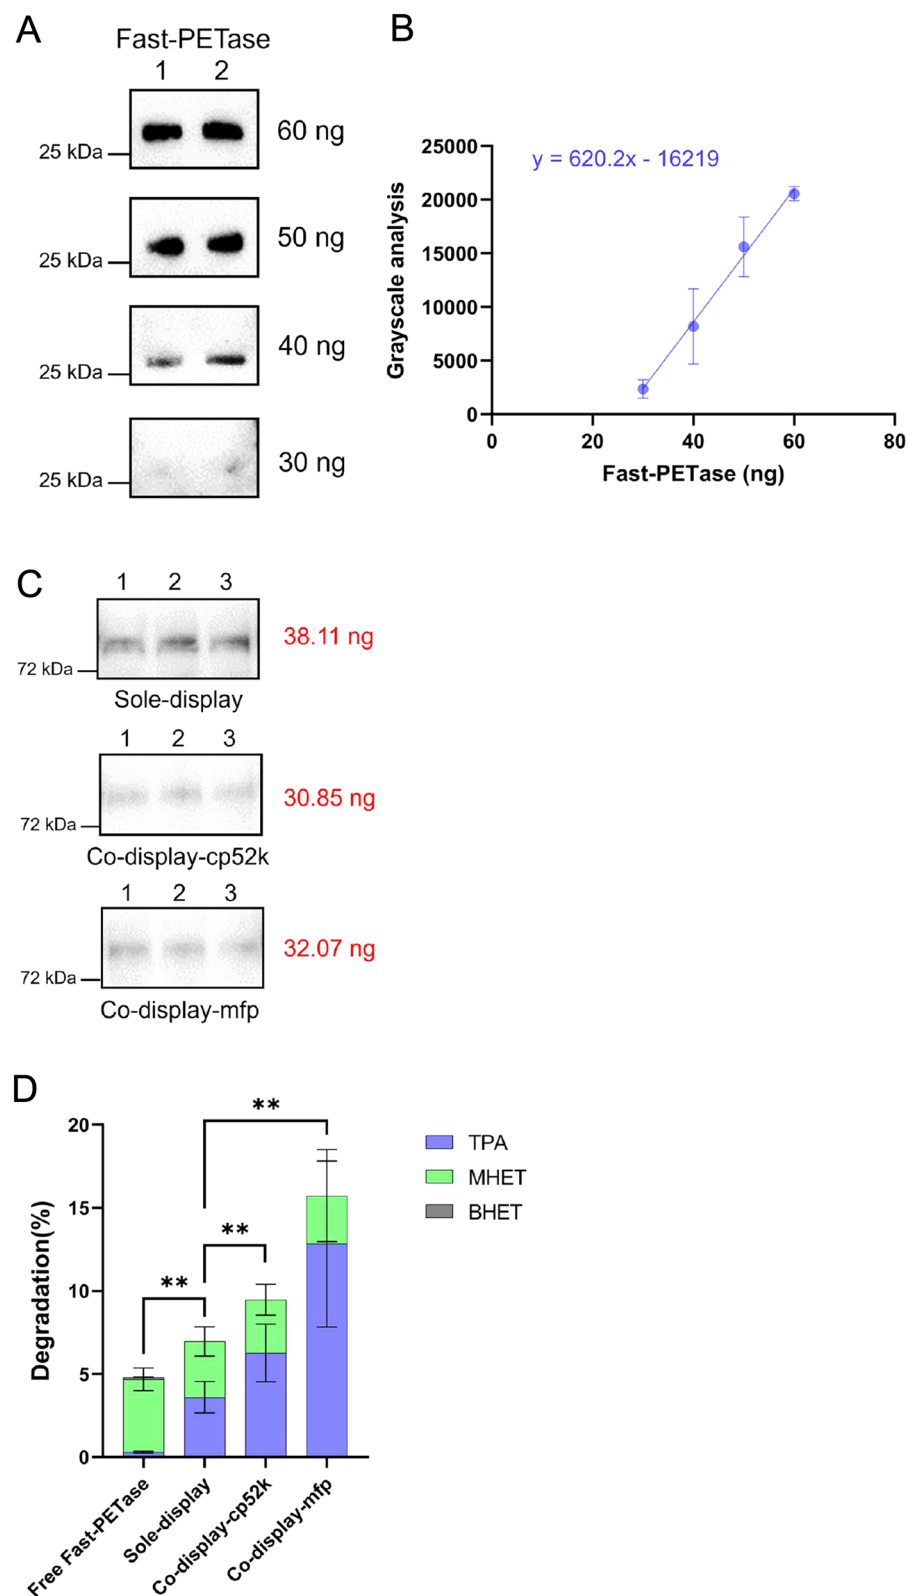 A
Fast-PETase
1 2
25 kDa
60 ng
25 kDa
50 ng
25 kDa
40 ng
25 kDa
30 ng
B
y = 620.2x - 16219
25000
20000
15000
10000
5000
0
Grayscale analysis
0 20 40 60 80
Fast-PETase (ng)
C
1 2 3
72 kDa
38.11 ng
Sole-display
1 2 3
72 kDa
30.85 ng
Co-display-cp52k
1 2 3
72 kDa
32.07 ng
Co-display-mfp
D
20
15
10
5
0
Degradation(%)
**
**
**
TPA
MHET
BHET
Free Fast-PETase
Sole-display
Co-display-cp52k
Co-display-mfp